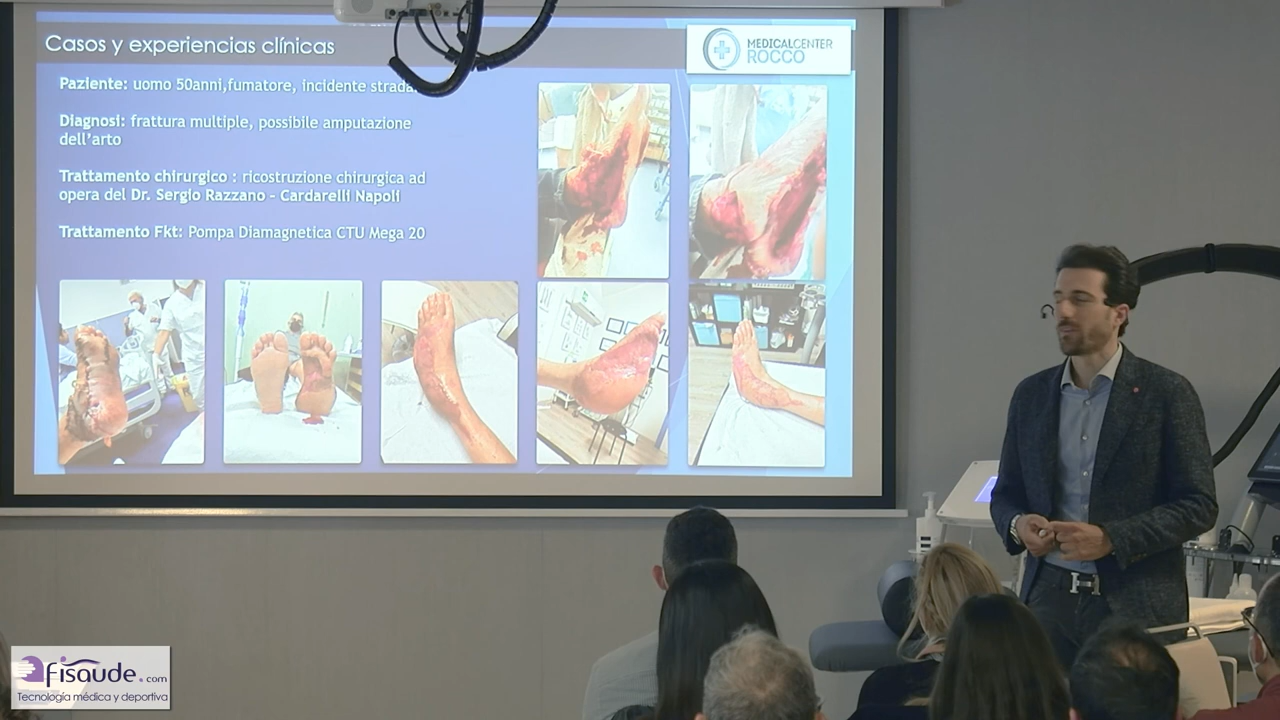 Casos y experiencias clínicas
MEDICALCENTER
ROCCO
Paziente: uomo 50anni,fumatore, incidente strada
Diagnosi: frattura multiple, possibile amputazione
dell'arto
Trattamento chirurgico : ricostruzione chirurgica ad
opera del Dr. Sergio Razzano - Cardarelli Napoli
Trattamento Fkt: Pompa Diamagnetica CTU Mega 20
fisaude.com
Tecnología médica y deportiva